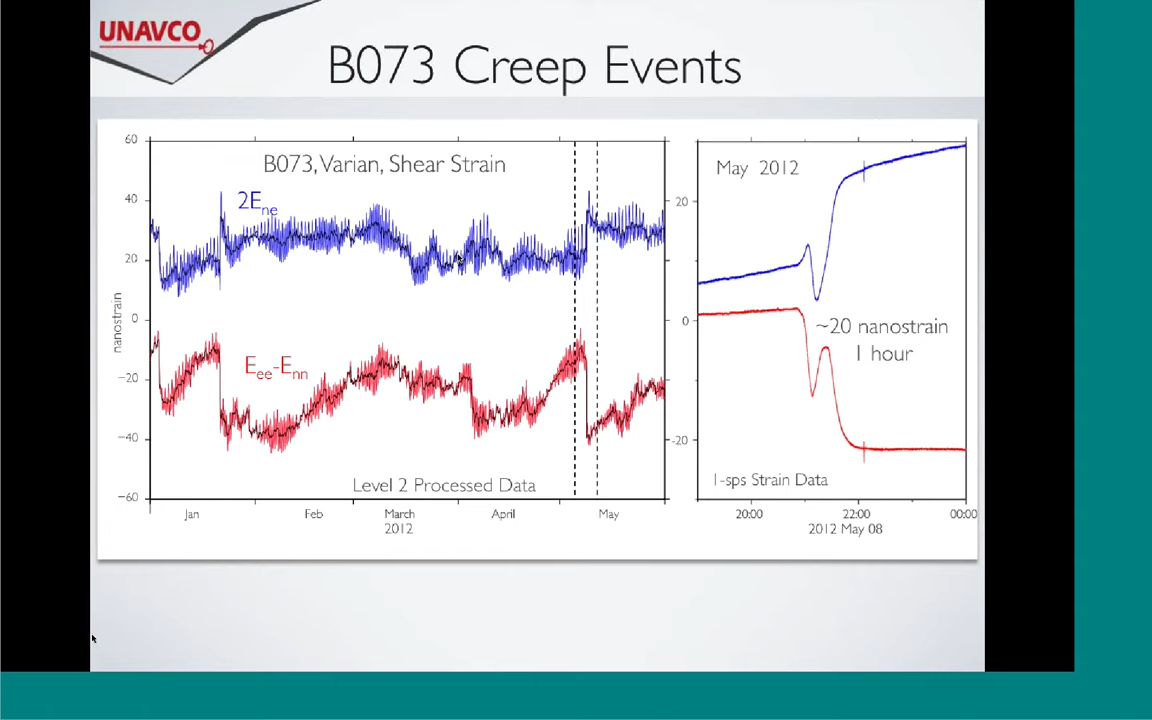 UNAVCO
B073 Creep Events
60
40
20
0
−20
−40
−60
nanostrain
B073, Varian, Shear Strain
2Ene
Eee-Enn
Level 2 Processed Data
Jan
Feb
March
April
May
2012
20
0
-20
May 2012
~20 nanostrain
1 hour
1-sps Strain Data
20:00
22:00
00:00
2012 May 08